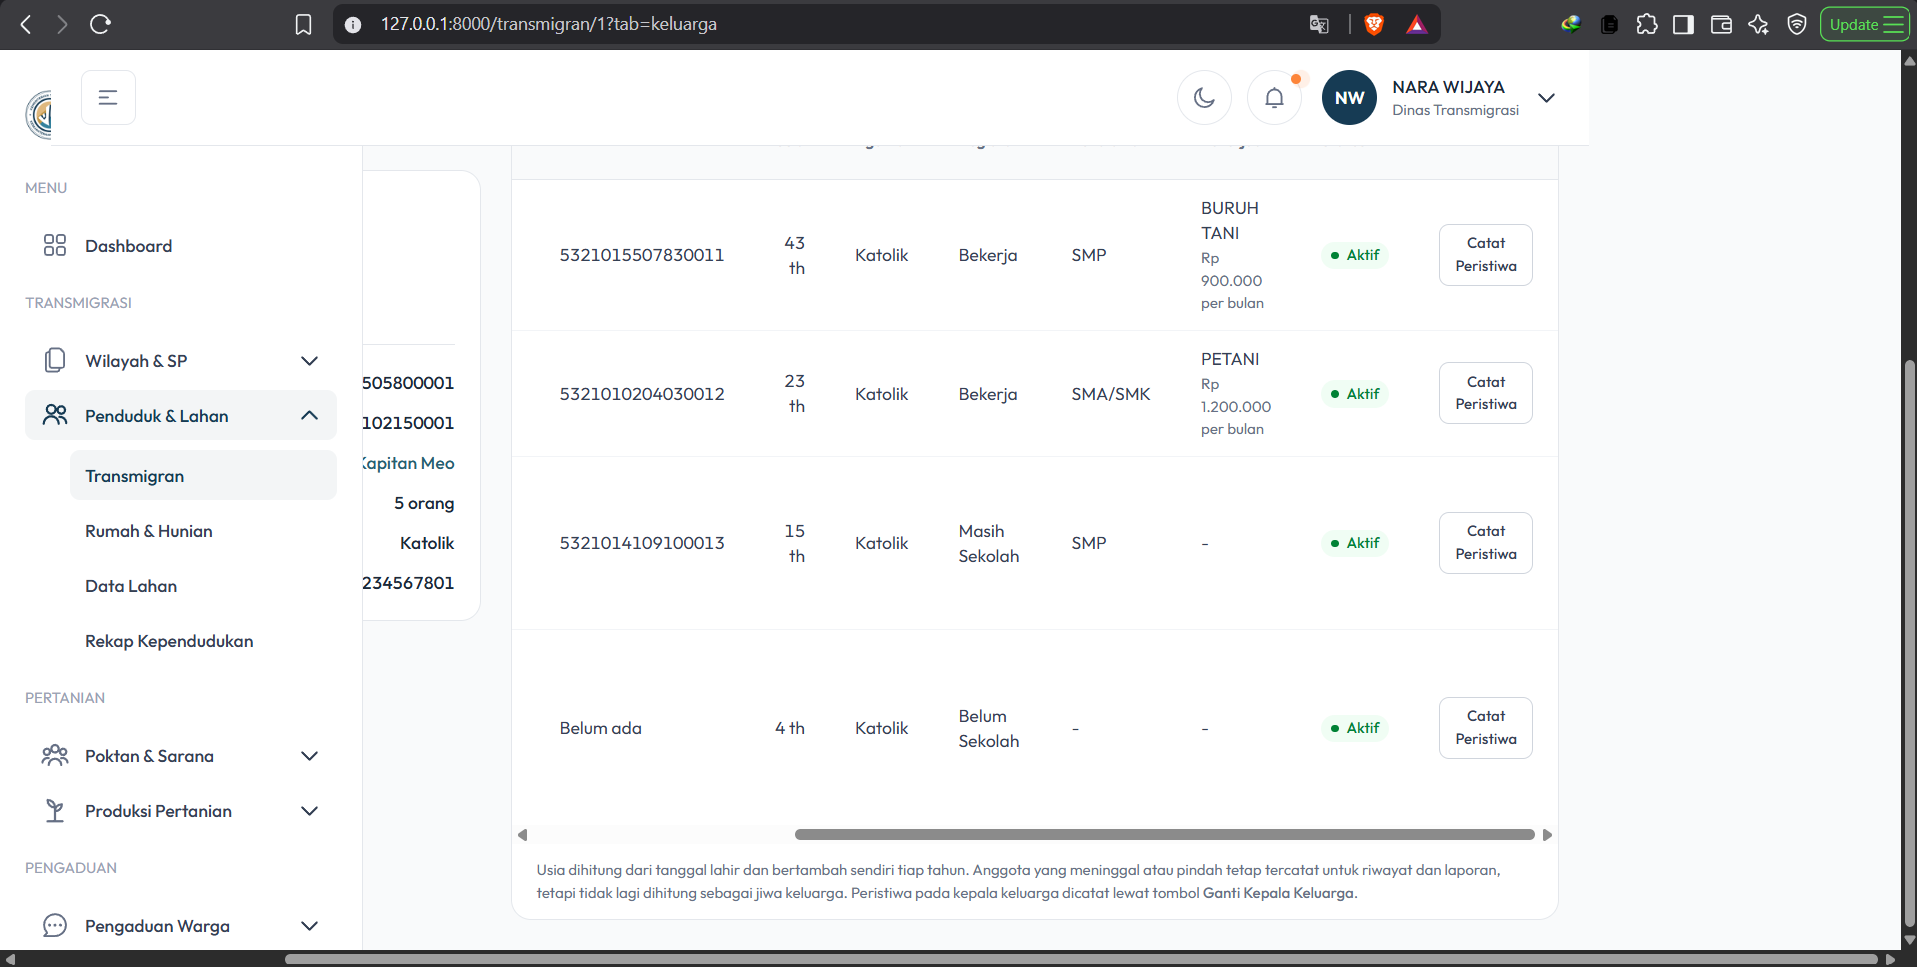 127.0.0.1:8000/transmigran/1?tab=keluarga
Update
NW
NARA WIJAYA
Dinas Transmigrasi
MENU
Dashboard
TRANSMIGRASI
Wilayah & SP
Penduduk & Lahan
Transmigran
Rumah & Hunian
Data Lahan
Rekap Kependudukan
PERTANIAN
Poktan & Sarana
Produksi Pertanian
PENGADUAN
Pengaduan Warga
505800001
102150001
Kapitan Meo
5 orang
Katolik
234567801
5321015507830011
43
th
Katolik
Bekerja
SMP
BURUH
TANI
Rp
900.000
per bulan
Aktif
Catat
Peristiwa
5321010204030012
23
th
Katolik
Bekerja
SMA/SMK
PETANI
Rp
1.200.000
per bulan
Aktif
Catat
Peristiwa
5321014109100013
15
th
Katolik
Masih
Sekolah
SMP
-
Aktif
Catat
Peristiwa
Belum ada
4 th
Katolik
Belum
Sekolah
-
-
Aktif
Catat
Peristiwa
Usia dihitung dari tanggal lahir dan bertambah sendiri tiap tahun. Anggota yang meninggal atau pindah tetap tercatat untuk riwayat dan laporan,
tetapi tidak lagi dihitung sebagai jiwa keluarga. Peristiwa pada kepala keluarga dicatat lewat tombol Ganti Kepala Keluarga.